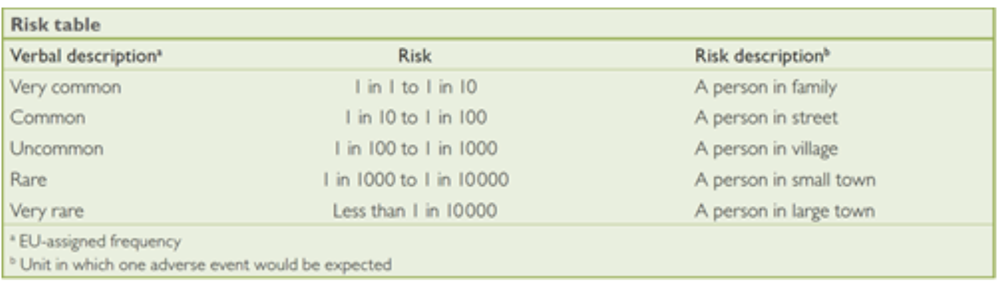 Risk table
Verbal descriptionᵃ Risk Risk descriptionᵇ
Very common 1 in 1 to 1 in 10 A person in family
Common 1 in 10 to 1 in 100 A person in street
Uncommon 1 in 100 to 1 in 1000 A person in village
Rare 1 in 1000 to 1 in 10000 A person in small town
Very rare Less than 1 in 10000 A person in large town
ᵃ EU-assigned frequency
ᵇ Unit in which one adverse event would be expected